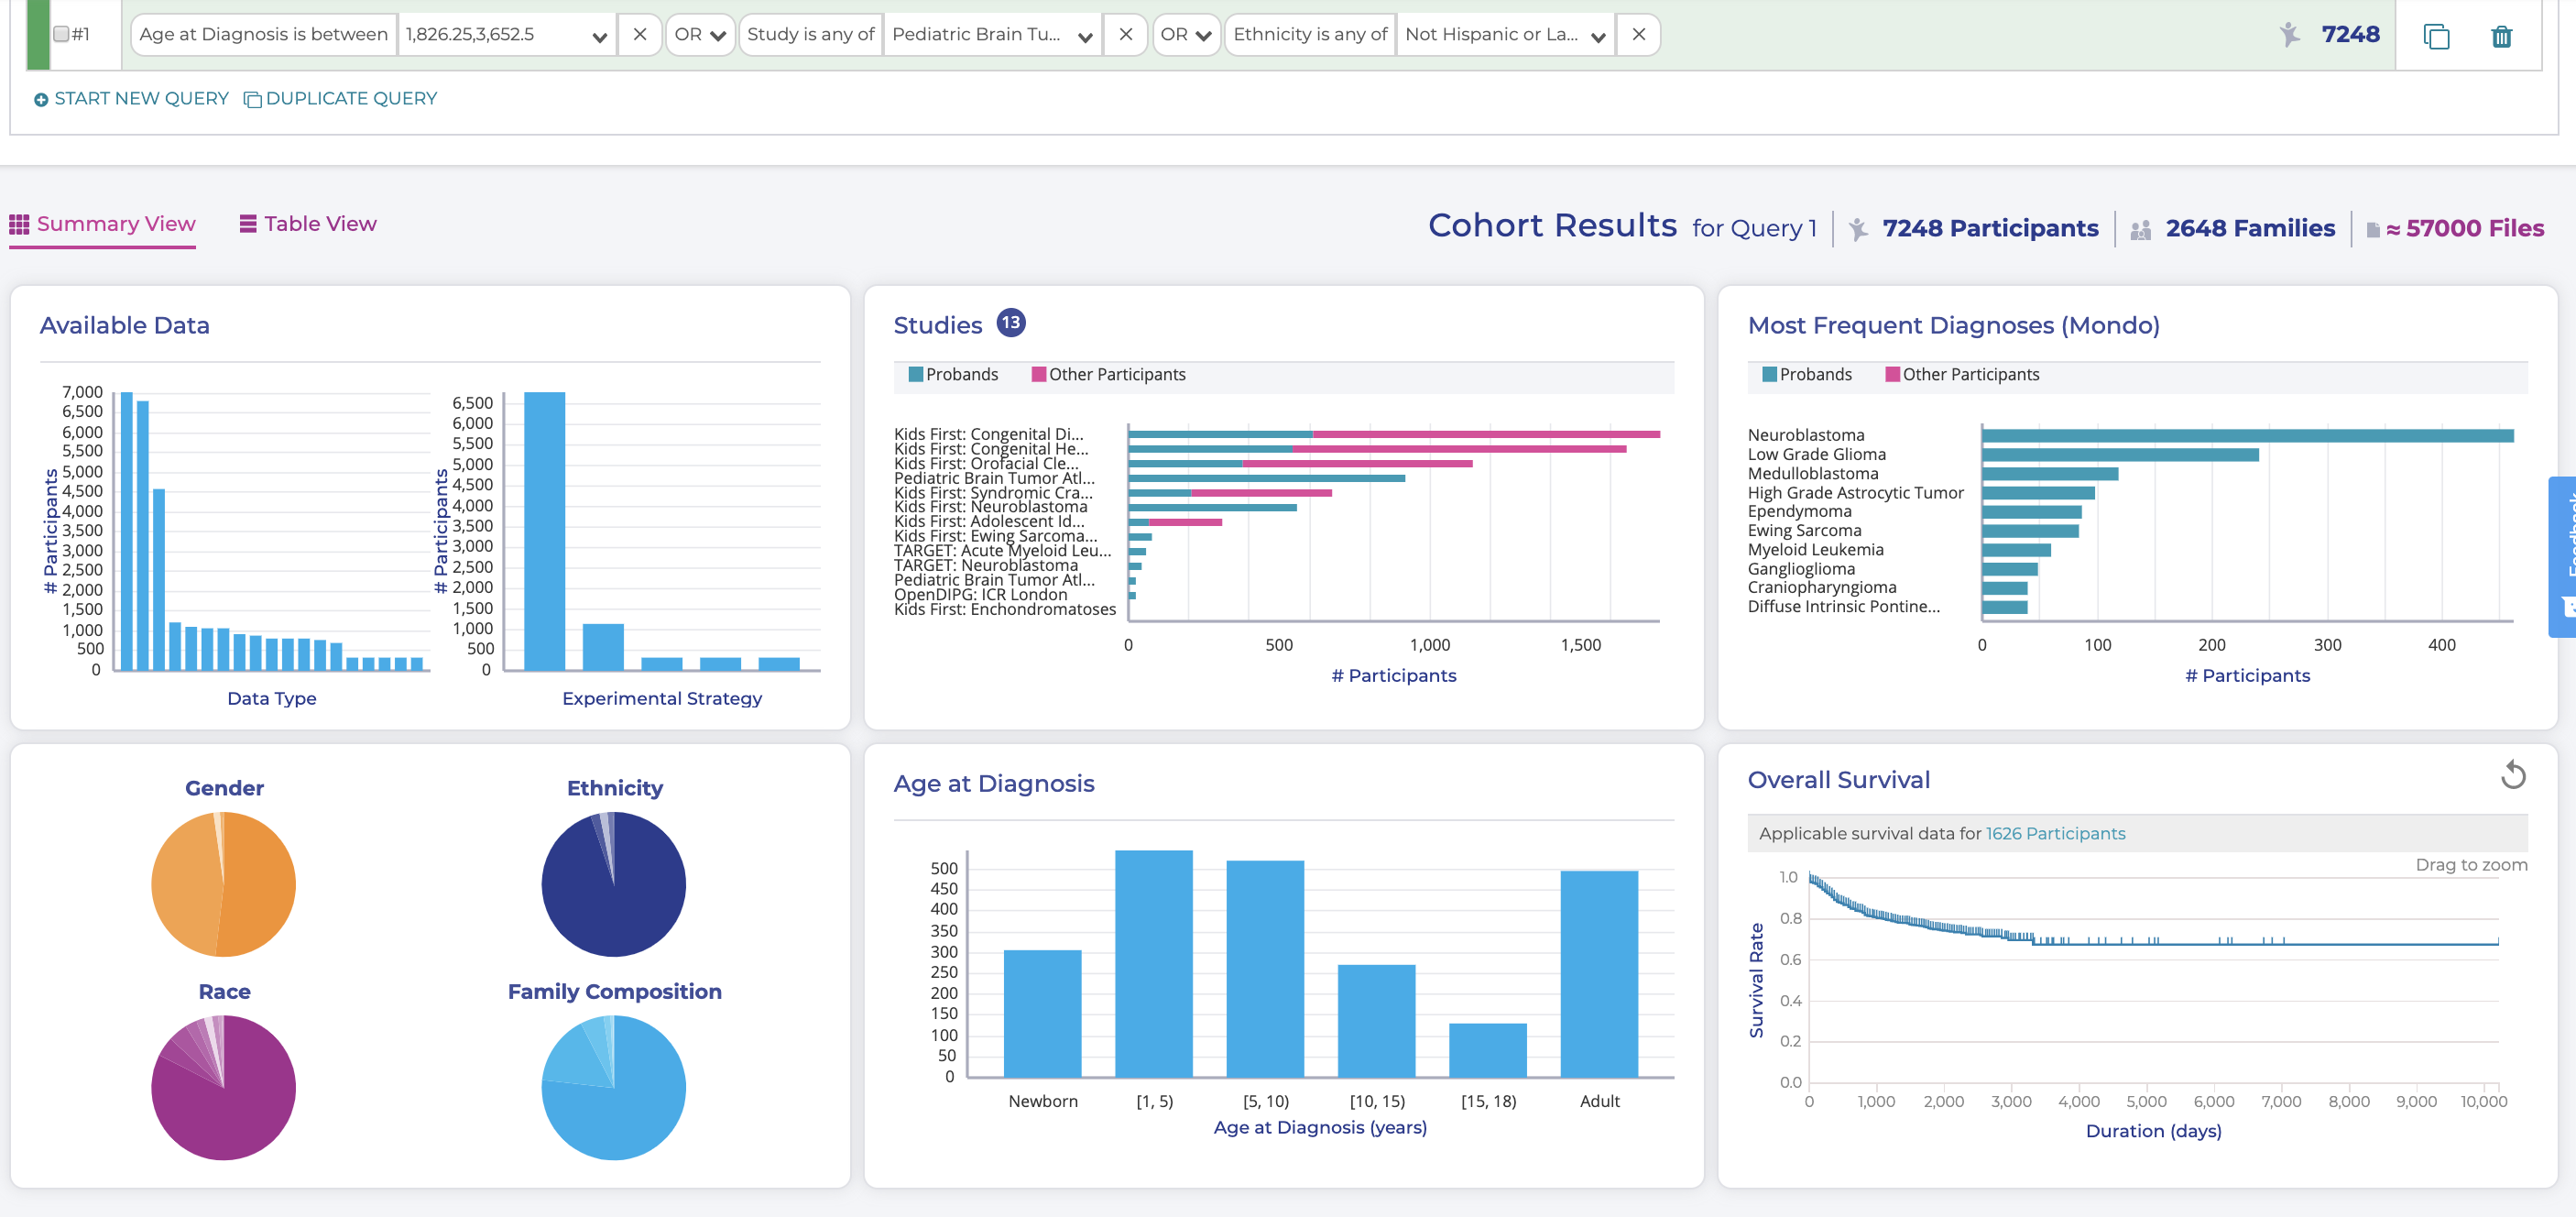 #1 Age at Diagnosis is between 1,826.25,3,652.5 OR Study is any of Pediatric Brain Tu... OR Ethnicity is any of Not Hispanic or La... 7248
START NEW QUERY DUPLICATE QUERY
Summary View Table View
Cohort Results for Query 1 7248 Participants 2648 Families ≈ 57000 Files
Available Data
# Participants
7,000
6,500
6,000
5,500
5,000
4,500
4,000
3,500
3,000
2,500
2,000
1,500
1,000
500
0
Data Type
# Participants
6,500
6,000
5,500
5,000
4,500
4,000
3,500
3,000
2,500
2,000
1,500
1,000
500
0
Experimental Strategy
Studies 13
Probands Other Participants
Kids First: Congenital Di...
Kids First: Congenital He...
Kids First: Orofacial Cle...
Pediatric Brain Tumor Atl...
Kids First: Syndromic Cra...
Kids First: Neuroblastoma
Kids First: Adolescent Id...
Kids First: Ewing Sarcoma...
TARGET: Acute Myeloid Leu...
TARGET: Neuroblastoma
Pediatric Brain Tumor Atl...
OpenDIPG: ICR London
Kids First: Enchondromatoses
0 500 1,000 1,500
# Participants
Most Frequent Diagnoses (Mondo)
Probands Other Participants
Neuroblastoma
Low Grade Glioma
Medulloblastoma
High Grade Astrocytic Tumor
Ependymoma
Ewing Sarcoma
Myeloid Leukemia
Ganglioglioma
Craniopharyngioma
Diffuse Intrinsic Pontine...
0 100 200 300 400
# Participants
Gender
Ethnicity
Race
Family Composition
Age at Diagnosis
500
450
400
350
300
250
200
150
100
50
0
Newborn [1, 5) [5, 10) [10, 15) [15, 18) Adult
Age at Diagnosis (years)
Overall Survival
Applicable survival data for 1626 Participants
Drag to zoom
Survival Rate
1.0
0.8
0.6
0.4
0.2
0.0
0 1,000 2,000 3,000 4,000 5,000 6,000 7,000 8,000 9,000 10,000
Duration (days)